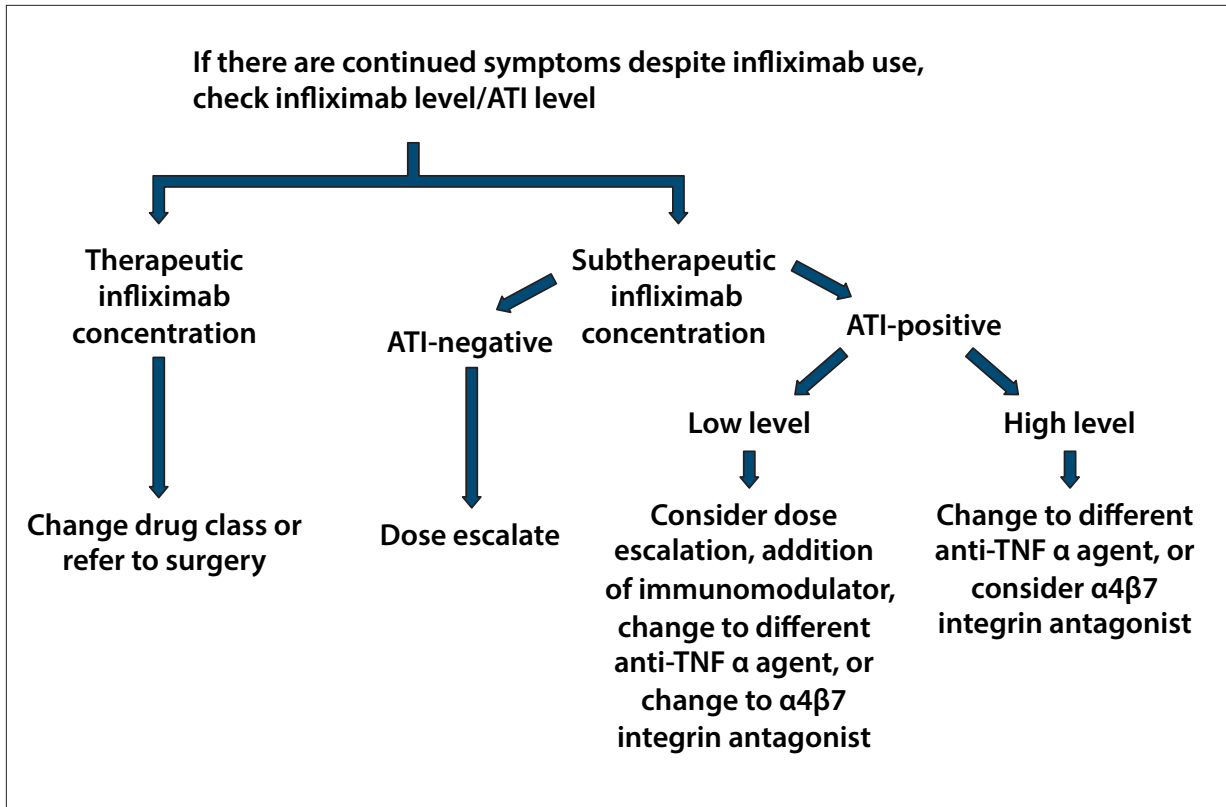 If there are continued symptoms despite infliximab use,
check infliximab level/ATI level
Therapeutic
infliximab
concentration
Subtherapeutic
infliximab
concentration
ATI-negative
ATI-positive
Low level
High level
Change drug class or
refer to surgery
Dose escalate
Consider dose
escalation, addition
of immunomodulator,
change to different
anti-TNF α agent, or
change to α4β7
integrin antagonist
Change to different
anti-TNF α agent, or
consider α4β7
integrin antagonist